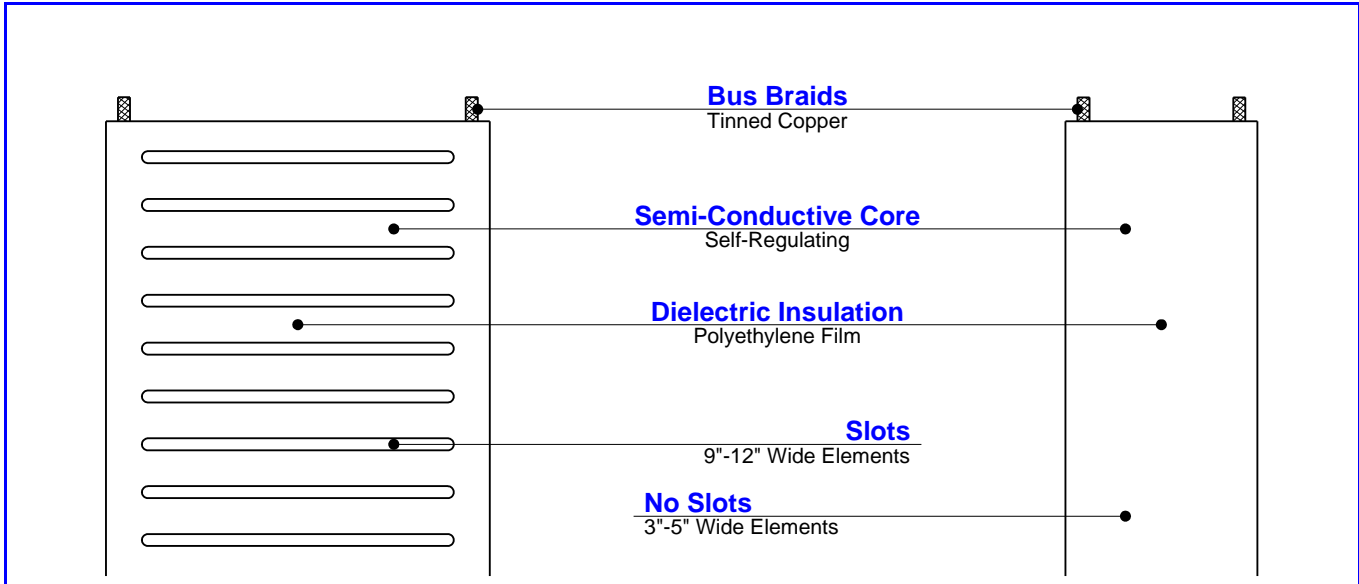 Bus Braids
Tinned Copper
Semi-Conductive Core
Self-Regulating
Dielectric Insulation
Polyethylene Film
Slots
9"-12" Wide Elements
No Slots
3"-5" Wide Elements